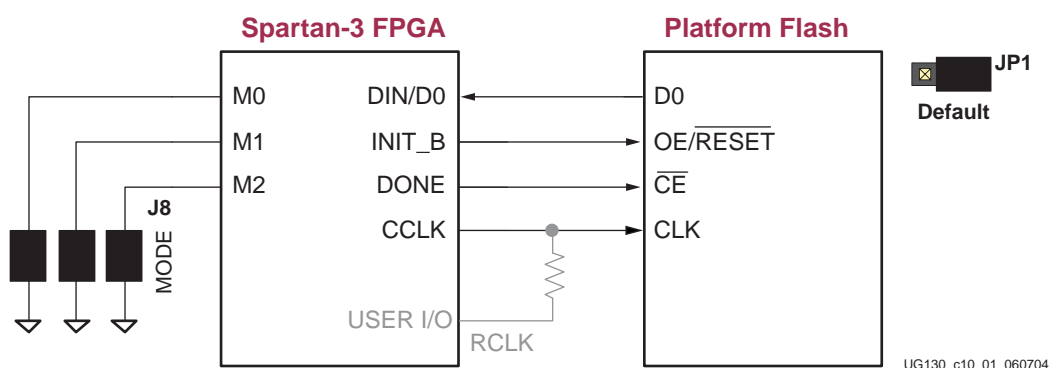 Spartan-3 FPGA
Platform Flash
M0
DIN/D0
D0
JP1
Default
M1
INIT_B
OE/RESET
M2
DONE
CE
J8
MODE
CCLK
CLK
USER I/O
RCLK
UG130_c10_01_060704